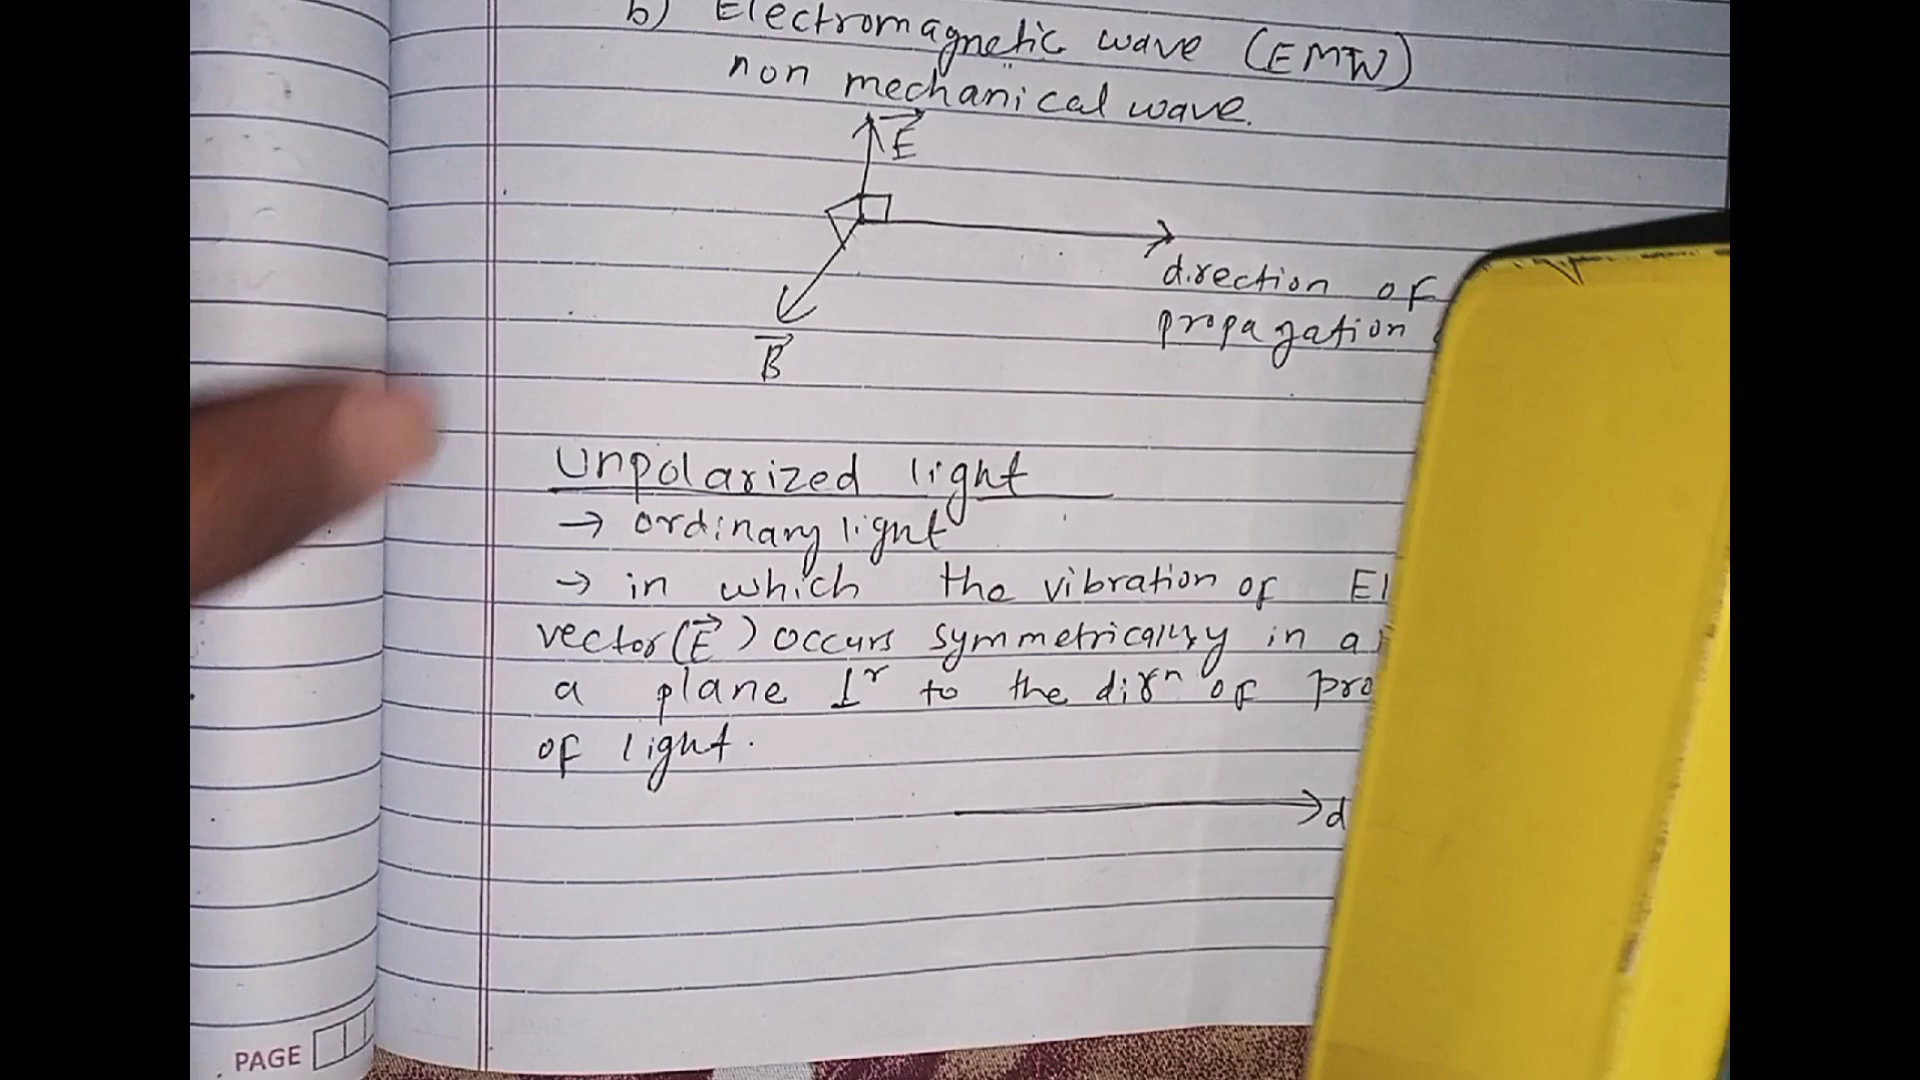 b) Electromagnetic wave (EMW)
non mechanical wave.
E
direction of
propagation
B
Unpolarized light
→ ordinary light
→ in which the vibration of El
vector (E) occurs symmetrically in a
a plane ⊥r to the dirn of pro
of light.
d
PAGE